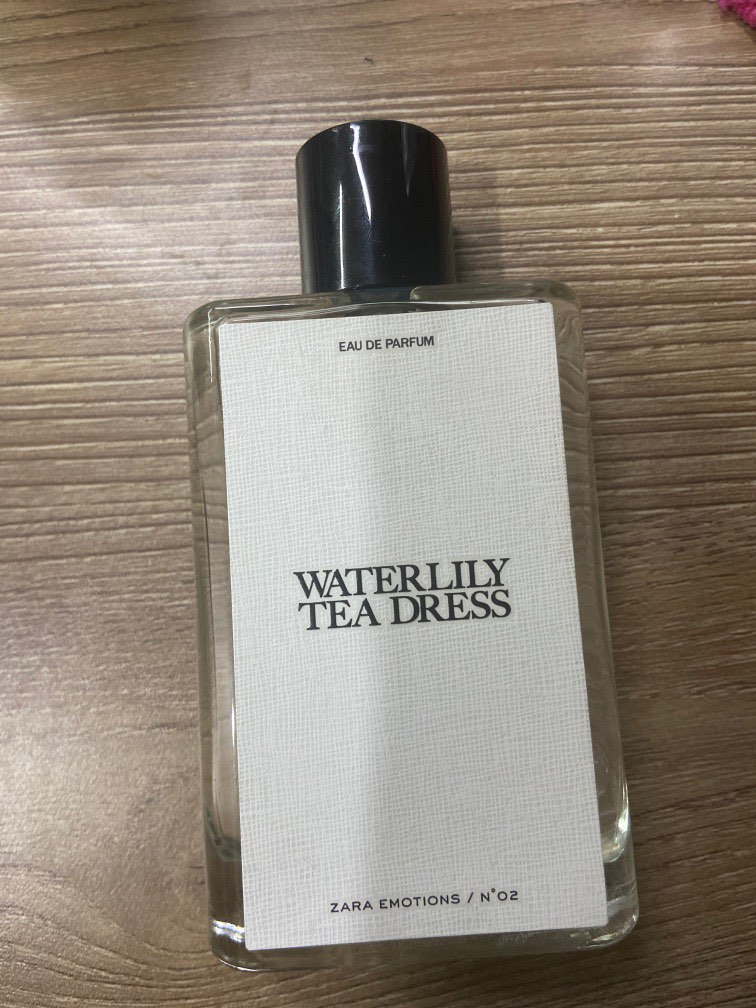 EAU DE PARFUM
WATERLILY
TEA DRESS
ZARA EMOTIONS / N°02